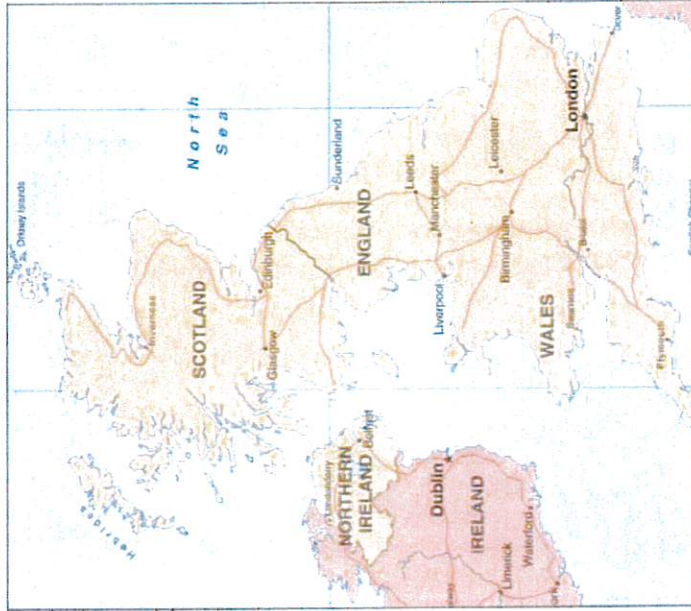 Orkney Islands
North
Sea
Hebrides
Inverness
SCOTLAND
Edinburgh
Glasgow
Sunderland
NORTHERN
IRELAND
Londonderry
Belfast
ENGLAND
Leeds
Manchester
Liverpool
Dublin
IRELAND
Limerick
Waterford
Leicester
Birmingham
WALES
Swansea
London
Plymouth